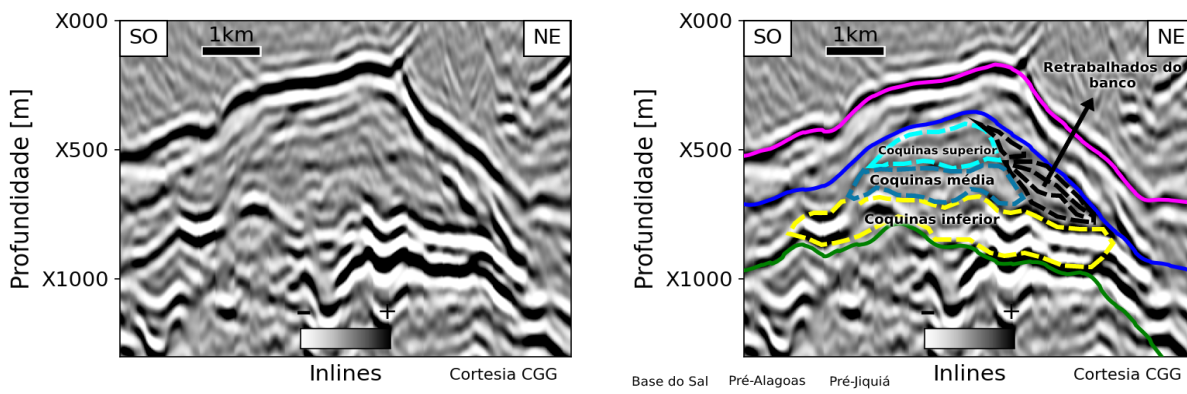 X000
SO
NE
1km
X500
X1000
Profundidade [m]
-
+
Inlines
Cortesia CGG
X000
SO
NE
1km
Retrabalhados do
banco
X500
Coquinas superior
Coquinas média
Coquinas inferior
X1000
Profundidade [m]
-
+
Base do Sal
Pré-Alagoas
Pré-Jiquiá
Inlines
Cortesia CGG